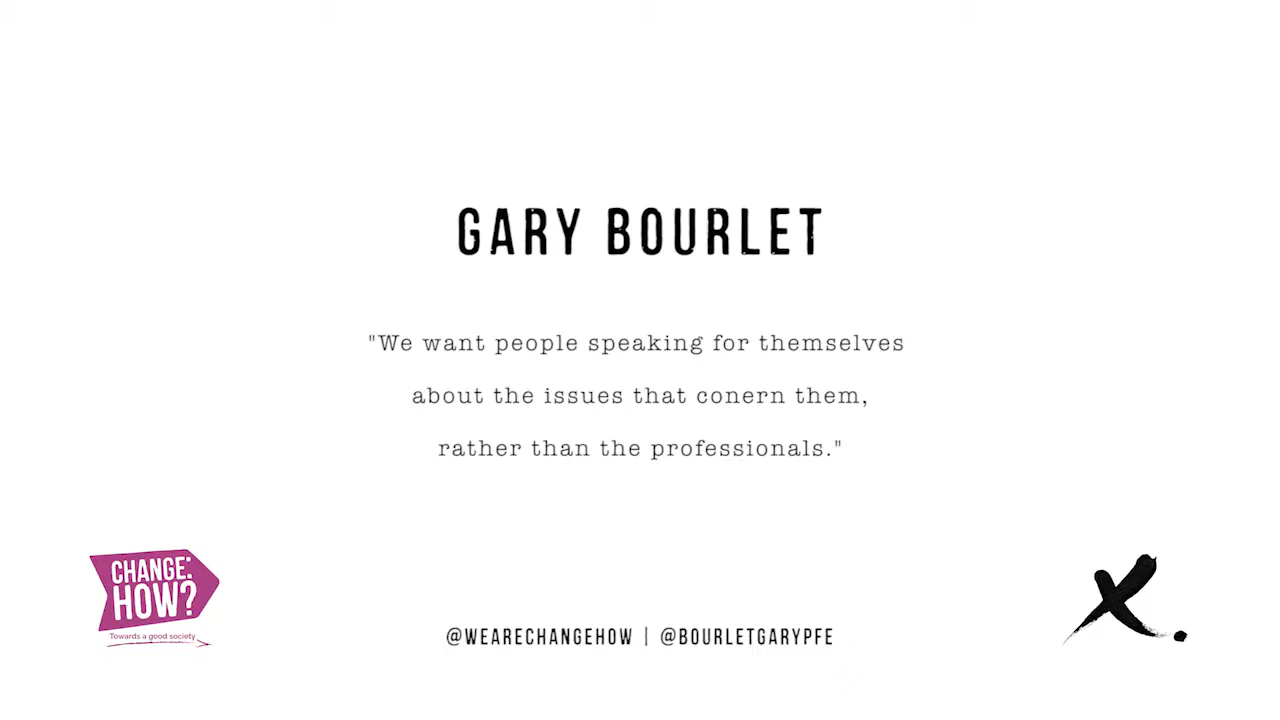 GARY BOURLET
"We want people speaking for themselves
about the issues that conern them,
rather than the professionals."
CHANGE:
HOW?
Towards a good society
@WEARECHANGEHOW | @BOURLETGARYPFE
X.